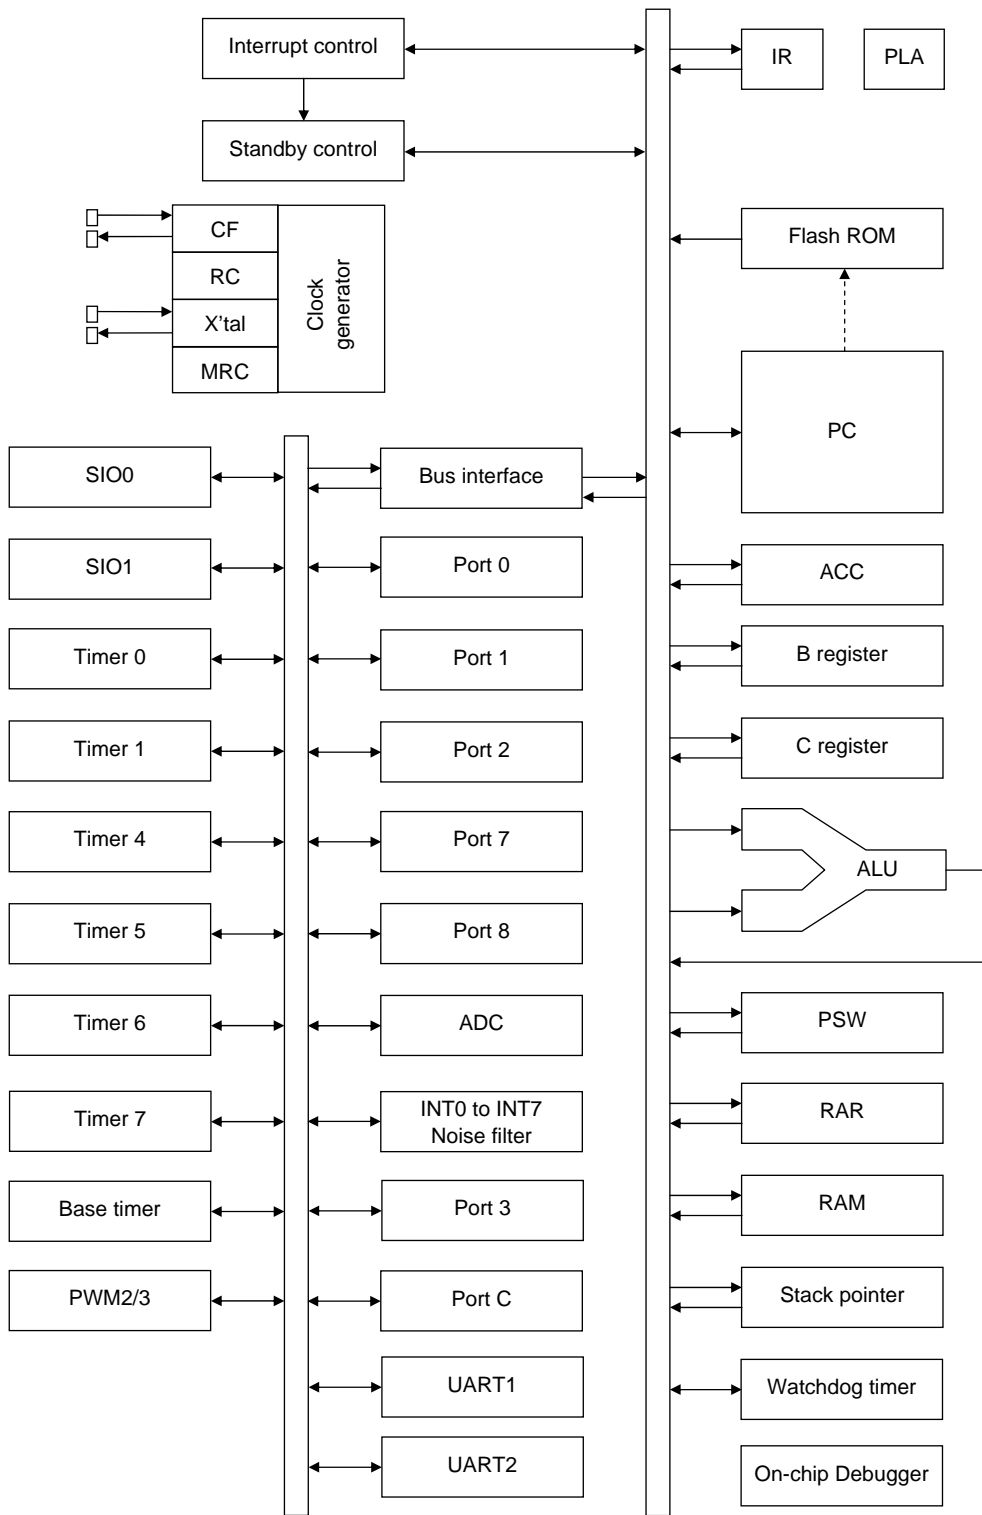 Interrupt control
IR
PLA
Standby control
CF
RC
X'tal
MRC
Clock
generator
Flash ROM
PC
SIO0
Bus interface
SIO1
Port 0
ACC
Timer 0
Port 1
B register
Timer 1
Port 2
C register
Timer 4
Port 7
ALU
Timer 5
Port 8
Timer 6
ADC
PSW
Timer 7
INT0 to INT7
Noise filter
RAR
Base timer
Port 3
RAM
PWM2/3
Port C
Stack pointer
UART1
Watchdog timer
UART2
On-chip Debugger